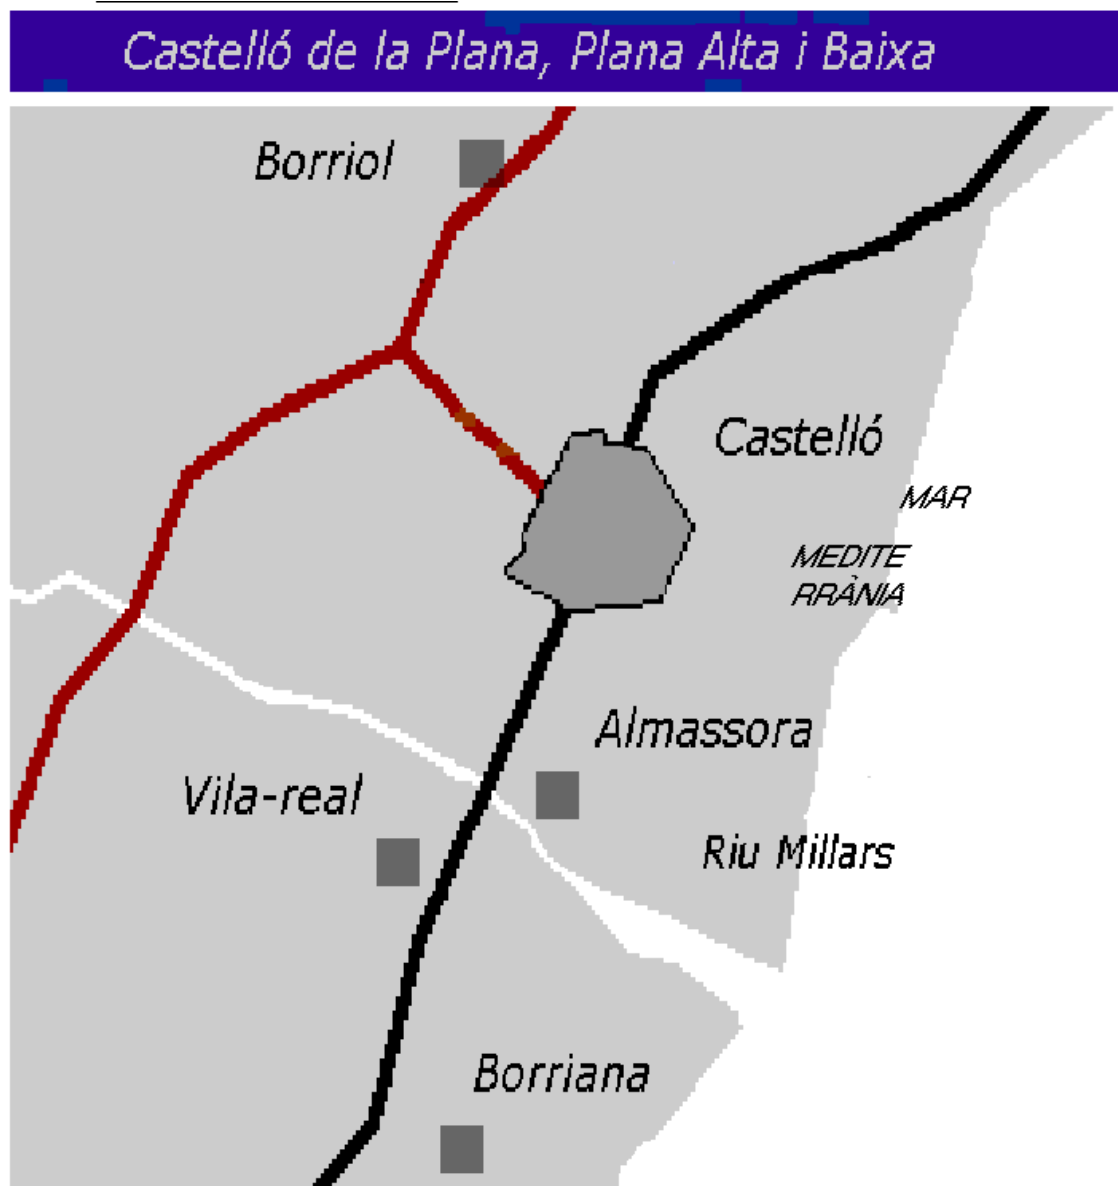 Castelló de la Plana, Plana Alta i Baixa
Borriol
Castelló
MAR
MEDITE
RRÀNIA
Almassora
Vila-real
Riu Millars
Borriana